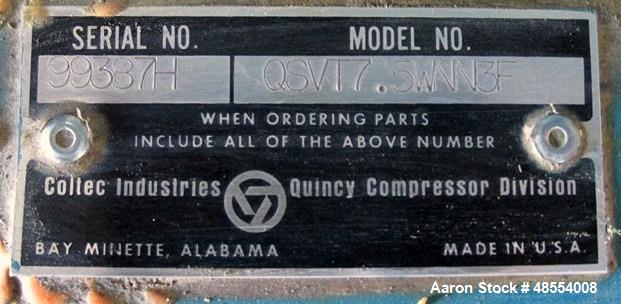 SERIAL NO. MODEL NO.
99387H QSVT7.5WNN3F
WHEN ORDERING PARTS
INCLUDE ALL OF THE ABOVE NUMBER
Coltec Industries Quincy Compressor Division
BAY MINETTE, ALABAMA MADE IN U.S.A.
Aaron Stock # 48554008